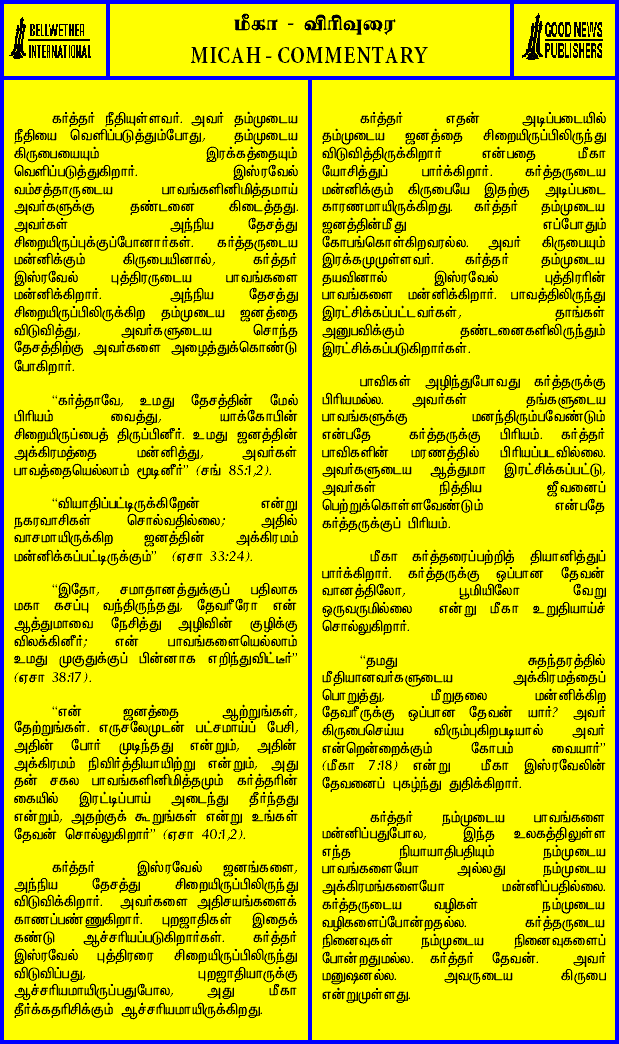 BELLWETHER
INTERNATIONAL
மீகா - விரிவுரை
MICAH - COMMENTARY
GOOD NEWS
PUBLISHERS
கர்த்தர் நீதியுள்ளவர். அவர் தம்முடைய
நீதியை வெளிப்படுத்தும்போது, தம்முடைய
கிருபையையும் இரக்கத்தையும்
வெளிப்படுத்துகிறார். இஸ்ரவேல்
வம்சத்தாருடைய பாவங்களினிமித்தமாய்
அவர்களுக்கு தண்டனை கிடைத்தது.
அவர்கள் அந்நிய தேசத்து
சிறையிருப்புக்குப்போனார்கள். கர்த்தருடைய
மன்னிக்கும் கிருபையினால், கர்த்தர்
இஸ்ரவேல் புத்திரருடைய பாவங்களை
மன்னிக்கிறார். அந்நிய தேசத்து
சிறையிருப்பிலிருக்கிற தம்முடைய ஜனத்தை
விடுவித்து, அவர்களுடைய சொந்த
தேசத்திற்கு அவர்களை அழைத்துக்கொண்டு
போகிறார்.
“கர்த்தாவே, உமது தேசத்தின் மேல்
பிரியம் வைத்து, யாக்கோபின்
சிறையிருப்பைத் திருப்பினீர். உமது ஜனத்தின்
அக்கிரமத்தை மன்னித்து, அவர்கள்
பாவத்தையெல்லாம் மூடினீர்” (சங் 85:1,2).
“வியாதிப்பட்டிருக்கிறேன் என்று
நகரவாசிகள் சொல்வதில்லை; அதில்
வாசமாயிருக்கிற ஜனத்தின் அக்கிரமம்
மன்னிக்கப்பட்டிருக்கும்” (ஏசா 33:24).
“இதோ, சமாதானத்துக்குப் பதிலாக
மகா கசப்பு வந்திருந்தது. தேவரீரோ என்
ஆத்துமாவை நேசித்து அழிவின் குழிக்கு
விலக்கினீர்; என் பாவங்களையெல்லாம்
உமது முதுகுக்குப் பின்னாக எறிந்துவிட்டீர்”
(ஏசா 38:17).
“என் ஜனத்தை ஆற்றுங்கள்,
தேற்றுங்கள். எருசலேமுடன் பட்சமாய்ப் பேசி,
அதின் போர் முடிந்தது என்றும், அதின்
அக்கிரமம் நிவிர்த்தியாயிற்று என்றும், அது
தன் சகல பாவங்களினிமித்தமும் கர்த்தரின்
கையில் இரட்டிப்பாய் அடைந்து தீர்ந்தது
என்றும், அதற்குக் கூறுங்கள் என்று உங்கள்
தேவன் சொல்லுகிறார்” (ஏசா 40:1,2).
கர்த்தர் இஸ்ரவேல் ஜனங்களை,
அந்நிய தேசத்து சிறையிருப்பிலிருந்து
விடுவிக்கிறார். அவர்களை அதிசயங்களைக்
காணப்பண்ணுகிறார். புறஜாதிகள் இதைக்
கண்டு ஆச்சரியப்படுகிறார்கள். கர்த்தர்
இஸ்ரவேல் புத்திரரை சிறையிருப்பிலிருந்து
விடுவிப்பது, புறஜாதியாருக்கு
ஆச்சரியமாயிருப்பதுபோல, அது மீகா
தீர்க்கதரிசிக்கும் ஆச்சரியமாயிருக்கிறது.
கர்த்தர் எதன் அடிப்படையில்
தம்முடைய ஜனத்தை சிறையிருப்பிலிருந்து
விடுவித்திருக்கிறார் என்பதை மீகா
யோசித்துப் பார்க்கிறார். கர்த்தருடைய
மன்னிக்கும் கிருபையே இதற்கு அடிப்படை
காரணமாயிருக்கிறது. கர்த்தர் தம்முடைய
ஜனத்தின்மீது எப்போதும்
கோபங்கொள்கிறவரல்ல. அவர் கிருபையும்
இரக்கமுமுள்ளவர். கர்த்தர் தம்முடைய
தயவினால் இஸ்ரவேல் புத்திரரின்
பாவங்களை மன்னிக்கிறார். பாவத்திலிருந்து
இரட்சிக்கப்பட்டவர்கள், தாங்கள்
அனுபவிக்கும் தண்டனைகளிலிருந்தும்
இரட்சிக்கப்படுகிறார்கள்.
பாவிகள் அழிந்துபோவது கர்த்தருக்கு
பிரியமல்ல. அவர்கள் தங்களுடைய
பாவங்களுக்கு மனந்திரும்பவேண்டும்
என்பதே கர்த்தருக்கு பிரியம். கர்த்தர்
பாவிகளின் மரணத்தில் பிரியப்படவில்லை.
அவர்களுடைய ஆத்துமா இரட்சிக்கப்பட்டு,
அவர்கள் நித்திய ஜீவனைப்
பெற்றுக்கொள்ளவேண்டும் என்பதே
கர்த்தருக்குப் பிரியம்.
மீகா கர்த்தரைப்பற்றித் தியானித்துப்
பார்க்கிறார். கர்த்தருக்கு ஒப்பான தேவன்
வானத்திலோ, பூமியிலோ வேறு
ஒருவருமில்லை என்று மீகா உறுதியாய்ச்
சொல்லுகிறார்.
“தமது சுதந்தரத்தில்
மீதியானவர்களுடைய அக்கிரமத்தைப்
பொறுத்து, மீறுதலை மன்னிக்கிற
தேவரீருக்கு ஒப்பான தேவன் யார்? அவர்
கிருபைசெய்ய விரும்புகிறபடியால் அவர்
என்றென்றைக்கும் கோபம் வையார்”
(மீகா 7:18) என்று மீகா இஸ்ரவேலின்
தேவனைப் புகழ்ந்து துதிக்கிறார்.
கர்த்தர் நம்முடைய பாவங்களை
மன்னிப்பதுபோல, இந்த உலகத்திலுள்ள
எந்த நியாயாதிபதியும் நம்முடைய
பாவங்களையோ அல்லது நம்முடைய
அக்கிரமங்களையோ மன்னிப்பதில்லை.
கர்த்தருடைய வழிகள் நம்முடைய
வழிகளைப்போன்றதல்ல. கர்த்தருடைய
நினைவுகள் நம்முடைய நினைவுகளைப்
போன்றதுமல்ல. கர்த்தர் தேவன். அவர்
மனுஷனல்ல. அவருடைய கிருபை
என்றுமுள்ளது.